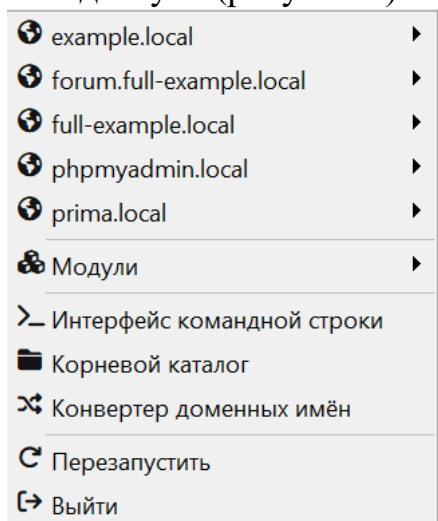 example.local
forum.full-example.local
full-example.local
phpmyadmin.local
prima.local
Модули
Интерфейс командной строки
Корневой каталог
Конвертер доменных имён
Перезапустить
Выйти